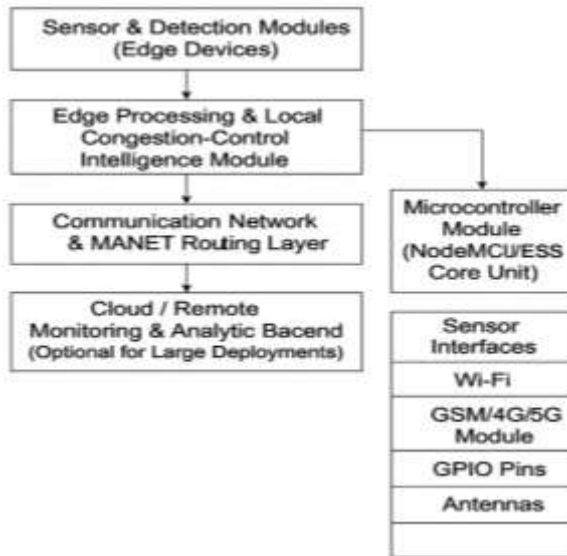 Sensor & Detection Modules
(Edge Devices)
Edge Processing & Local
Congestion-Control
Intelligence Module
Communication Network
& MANET Routing Layer
Cloud / Remote
Monitoring & Analytic Bacend
(Optional for Large Deployments)
Microcontroller
Module
(NodeMCU/ESS
Core Unit)
Sensor
Interfaces
Wi-Fi
GSM/4G/5G
Module
GPIO Pins
Antennas